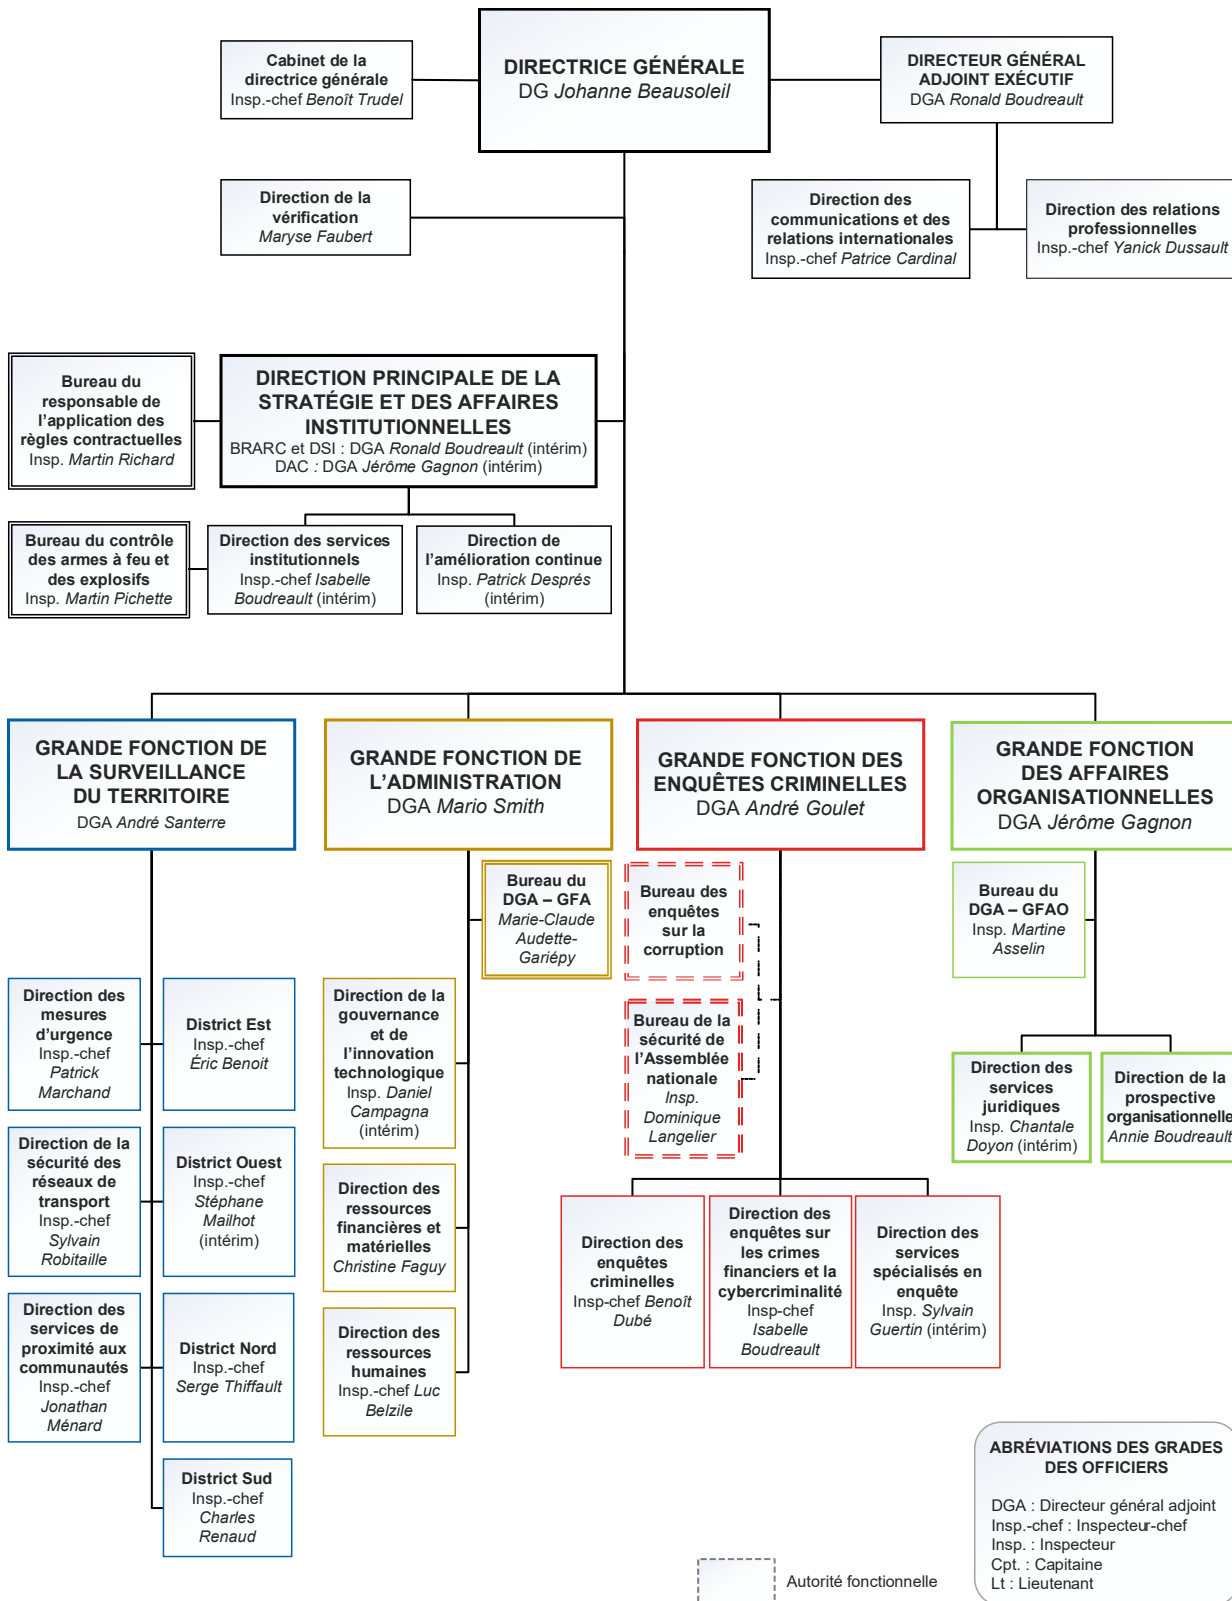 Cabinet de la
directrice générale
Insp.-chef Benoît Trudel
DIRECTRICE GÉNÉRALE
DG Johanne Beausoleil
DIRECTEUR GÉNÉRAL
ADJOINT EXÉCUTIF
DGA Ronald Boudreault
Direction de la
vérification
Maryse Faubert
Direction des
communications et des
relations internationales
Insp.-chef Patrice Cardinal
Direction des relations
professionnelles
Insp.-chef Yanick Dussault
Bureau du
responsable de
l'application des
règles contractuelles
Insp. Martin Richard
DIRECTION PRINCIPALE DE LA
STRATÉGIE ET DES AFFAIRES
INSTITUTIONNELLES
BRARC et DSI : DGA Ronald Boudreault (intérim)
DAC : DGA Jérôme Gagnon (intérim)
Bureau du contrôle
des armes à feu et
des explosifs
Insp. Martin Pichette
Direction des services
institutionnels
Insp.-chef Isabelle
Boudreault (intérim)
Direction de
l'amélioration continue
Insp. Patrick Després
(intérim)
GRANDE FONCTION DE
LA SURVEILLANCE
DU TERRITOIRE
DGA André Santerre
GRANDE FONCTION DE
L'ADMINISTRATION
DGA Mario Smith
GRANDE FONCTION DES
ENQUÊTES CRIMINELLES
DGA André Goulet
GRANDE FONCTION
DES AFFAIRES
ORGANISATIONNELLES
DGA Jérôme Gagnon
Direction des
mesures
d'urgence
Insp.-chef
Patrick
Marchand
District Est
Insp.-chef
Éric Benoit
Direction de la
sécurité des
réseaux de
transport
Insp.-chef
Sylvain
Robitaille
District Ouest
Insp.-chef
Stéphane
Mailhot
(intérim)
Direction des
services de
proximité aux
communautés
Insp.-chef
Jonathan
Ménard
District Nord
Insp.-chef
Serge Thiffault
District Sud
Insp.-chef
Charles
Renaud
Bureau du
DGA – GFA
Marie-Claude
Audette-
Gariépy
Direction de la
gouvernance
et de
l'innovation
technologique
Insp. Daniel
Campagna
(intérim)
Direction des
ressources
financières et
matérielles
Christine Faguy
Direction des
ressources
humaines
Insp.-chef Luc
Belzile
Bureau des
enquêtes
sur la
corruption
Bureau de la
sécurité de
l'Assemblée
nationale
Insp.
Dominique
Langelier
Direction des
enquêtes
criminelles
Insp-chef Benoît
Dubé
Direction des
enquêtes sur
les crimes
financiers et la
cybercriminalité
Insp-chef
Isabelle
Boudreault
Direction des
services
spécialisés en
enquête
Insp. Sylvain
Guertin (intérim)
Bureau du
DGA – GFAO
Insp. Martine
Asselin
Direction des
services
juridiques
Insp. Chantale
Doyon (intérim)
Direction de la
prospective
organisationnelle
Annie Boudreault
Autorité fonctionnelle
ABRÉVIATIONS DES GRADES
DES OFFICIERS
DGA : Directeur général adjoint
Insp.-chef : Inspecteur-chef
Insp. : Inspecteur
Cpt. : Capitaine
Lt : Lieutenant